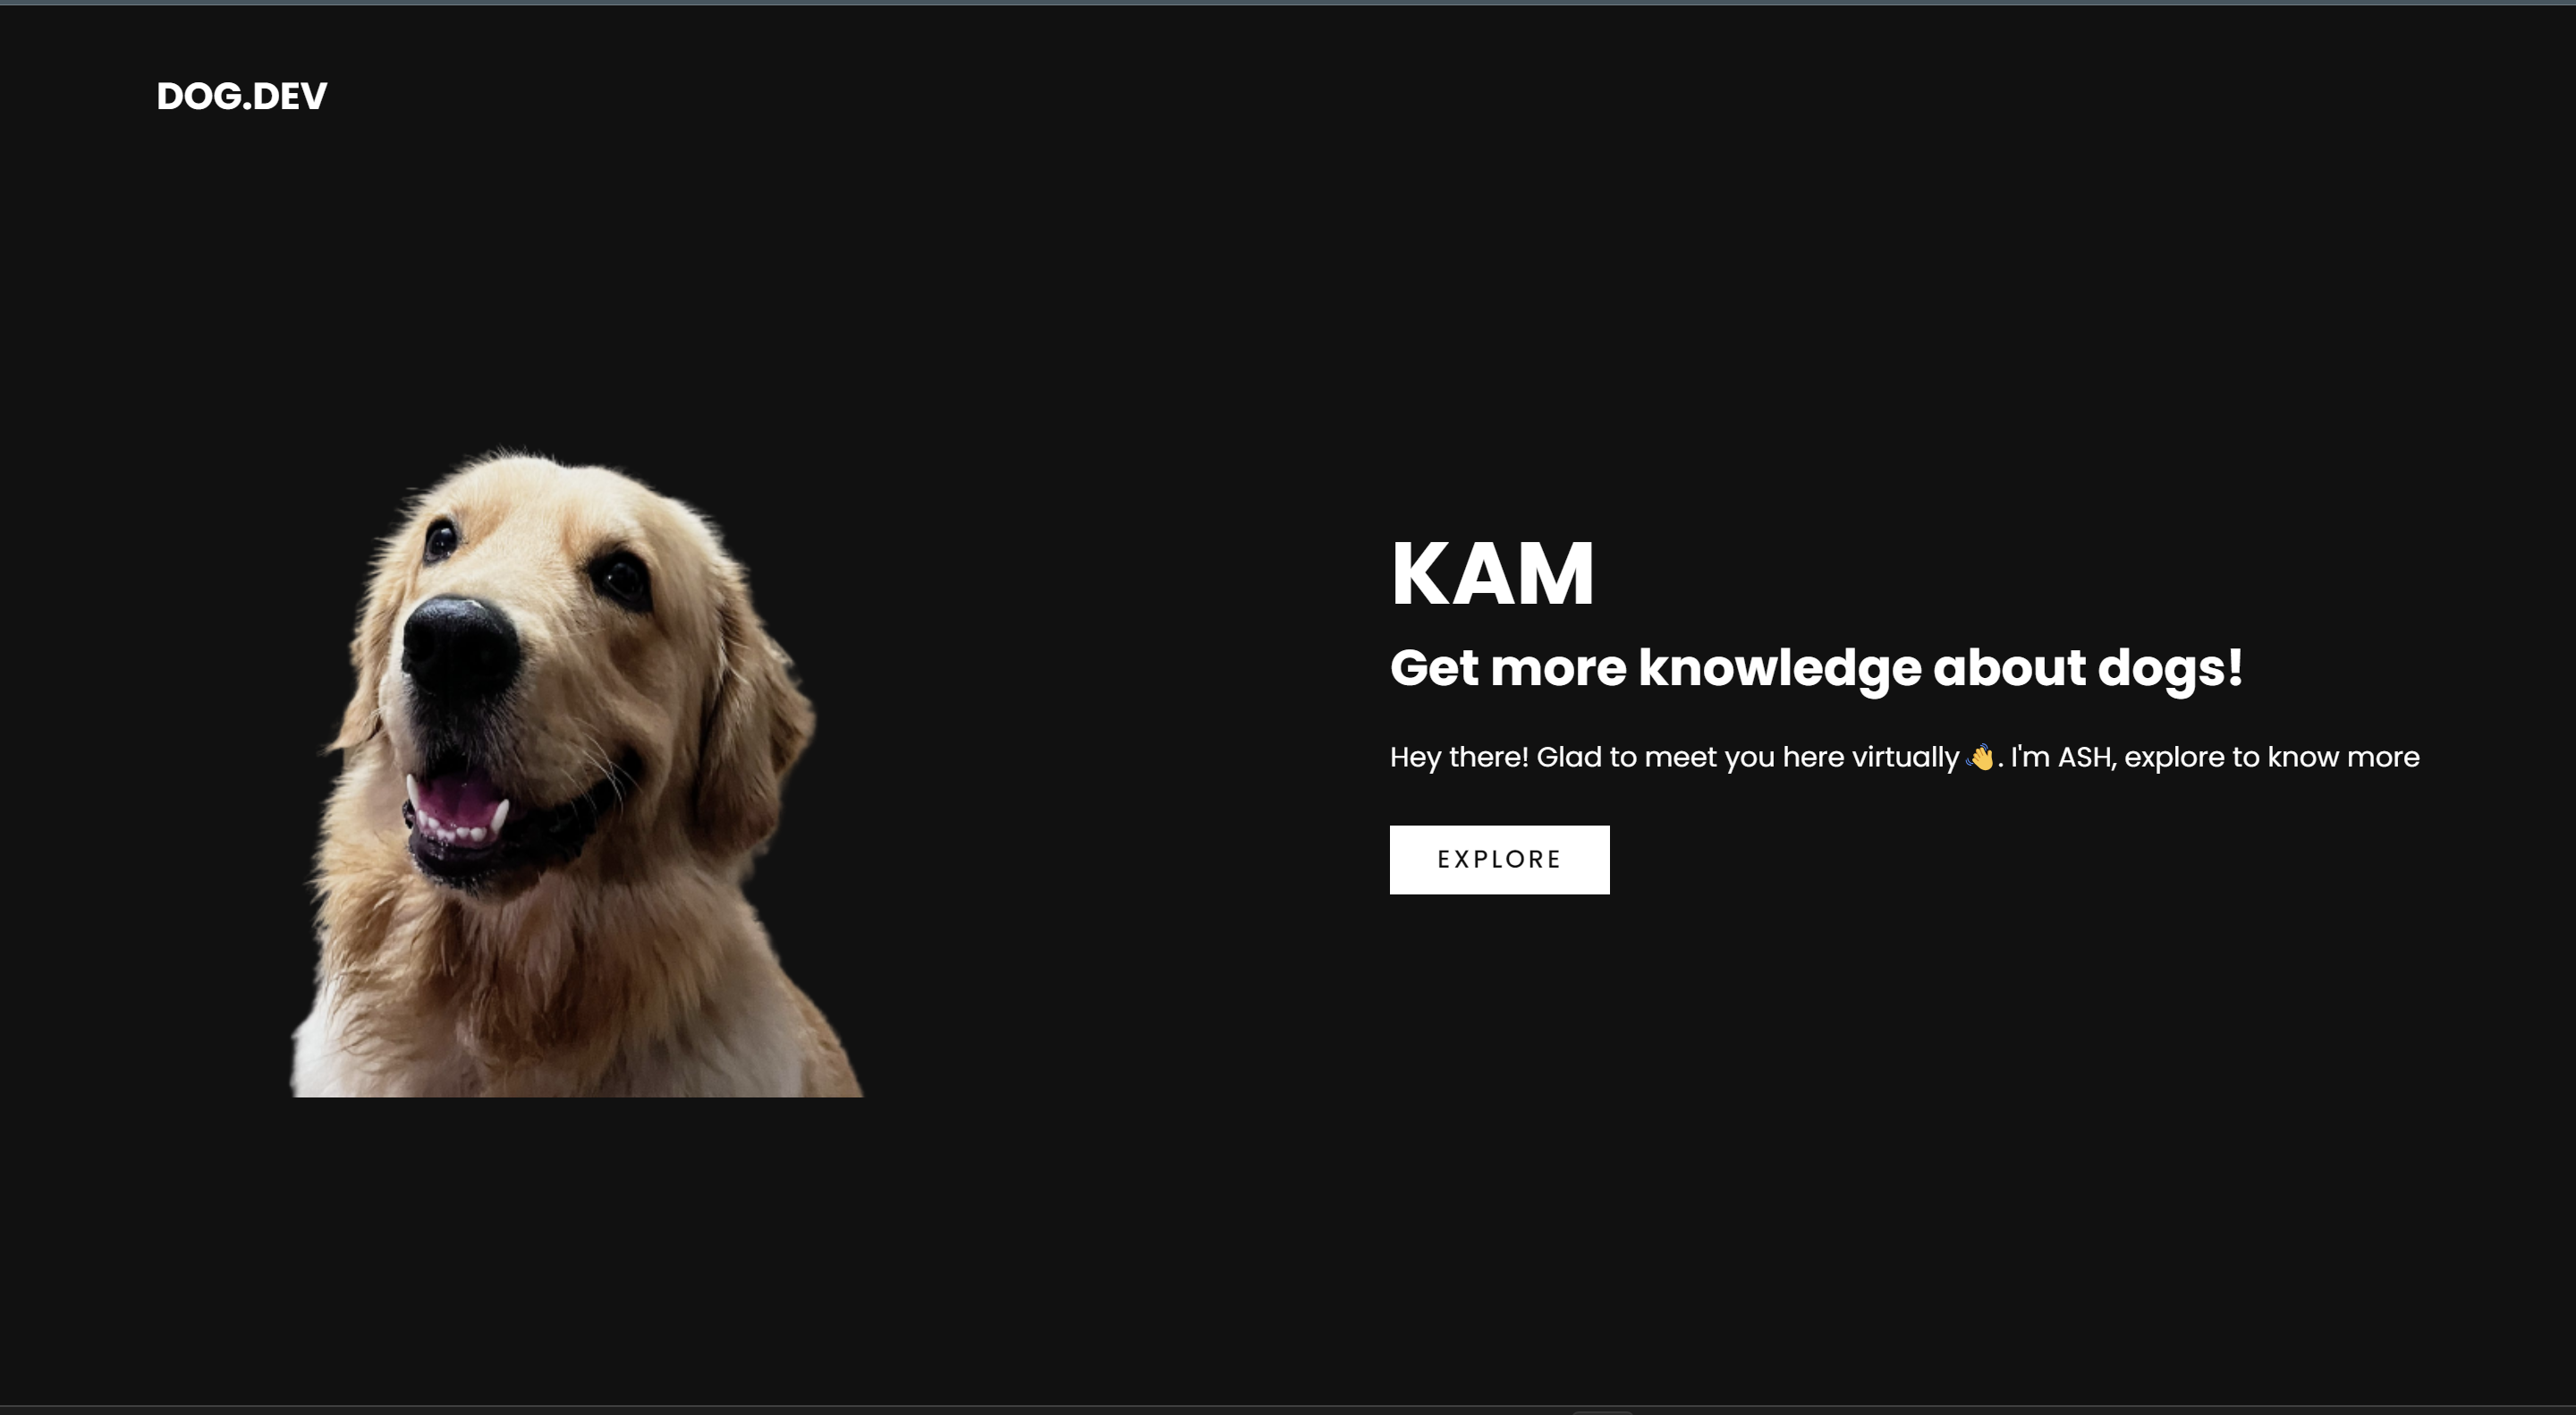 DOG.DEV
KAM
Get more knowledge about dogs!
Hey there! Glad to meet you here virtually 👋. I'm ASH, explore to know more
EXPLORE